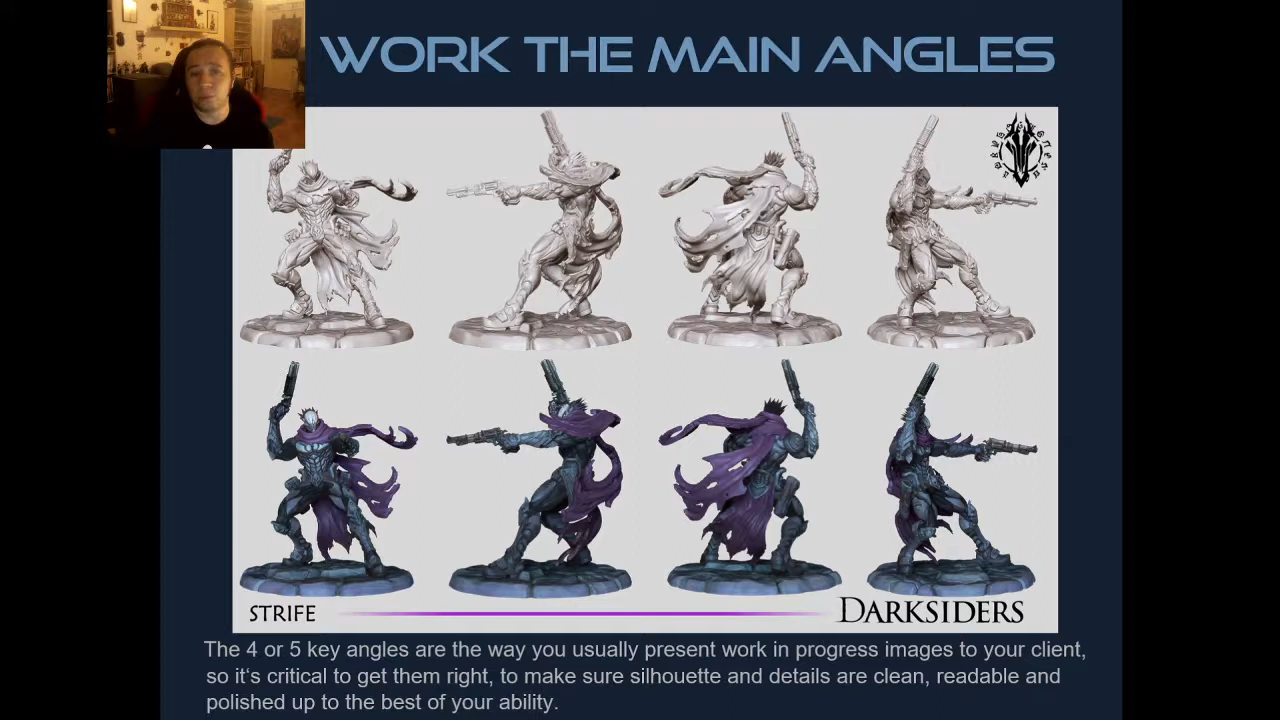 WORK THE MAIN ANGLES
STRIFE
DARKSIDERS
The 4 or 5 key angles are the way you usually present work in progress images to your client,
so it's critical to get them right, to make sure silhouette and details are clean, readable and
polished up to the best of your ability.